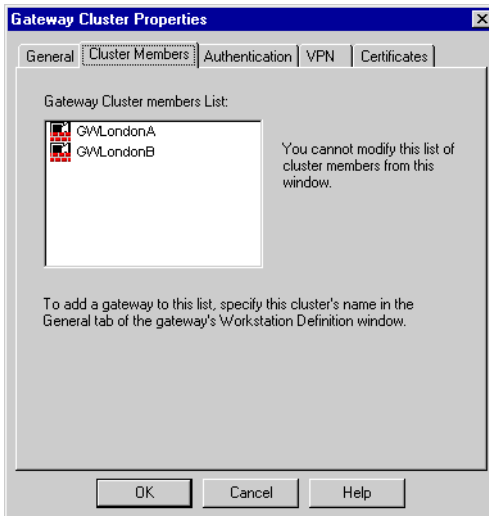 Gateway Cluster Properties
General Cluster Members Authentication VPN Certificates
Gateway Cluster members List:
GWLondonA
GWLondonB
You cannot modify this list of
cluster members from this
window.
To add a gateway to this list, specify this cluster's name in the
General tab of the gateway's Workstation Definition window.
OK Cancel Help